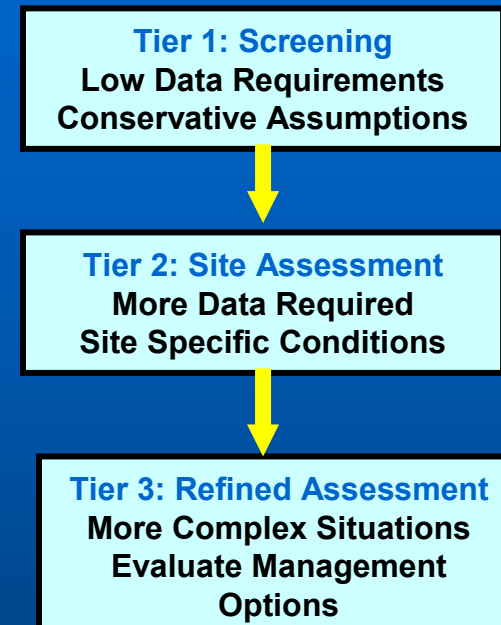 Tier 1: Screening
Low Data Requirements
Conservative Assumptions
Tier 2: Site Assessment
More Data Required
Site Specific Conditions
Tier 3: Refined Assessment
More Complex Situations
Evaluate Management
Options